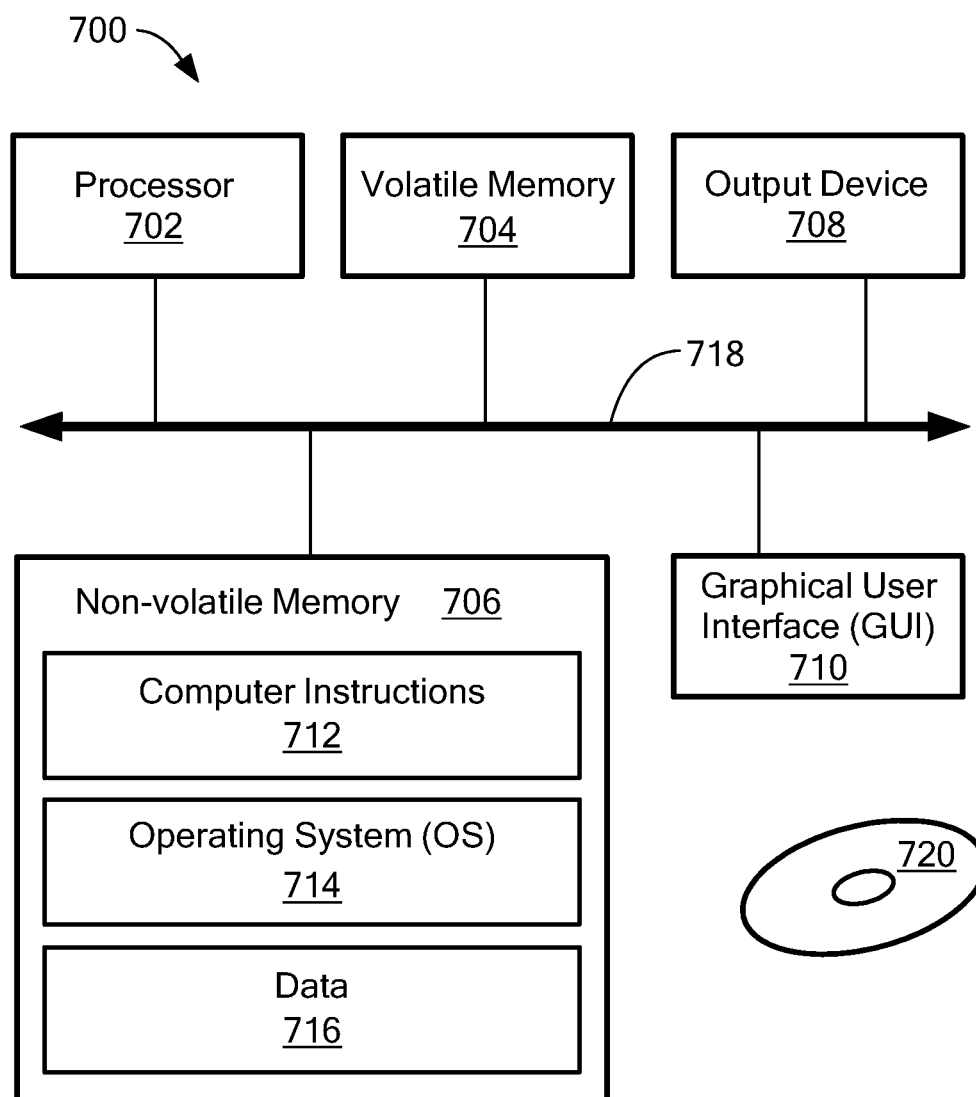 700
Processor
702
Volatile Memory
704
Output Device
708
718
Non-volatile Memory 706
Computer Instructions
712
Operating System (OS)
714
Data
716
Graphical User
Interface (GUI)
710
720